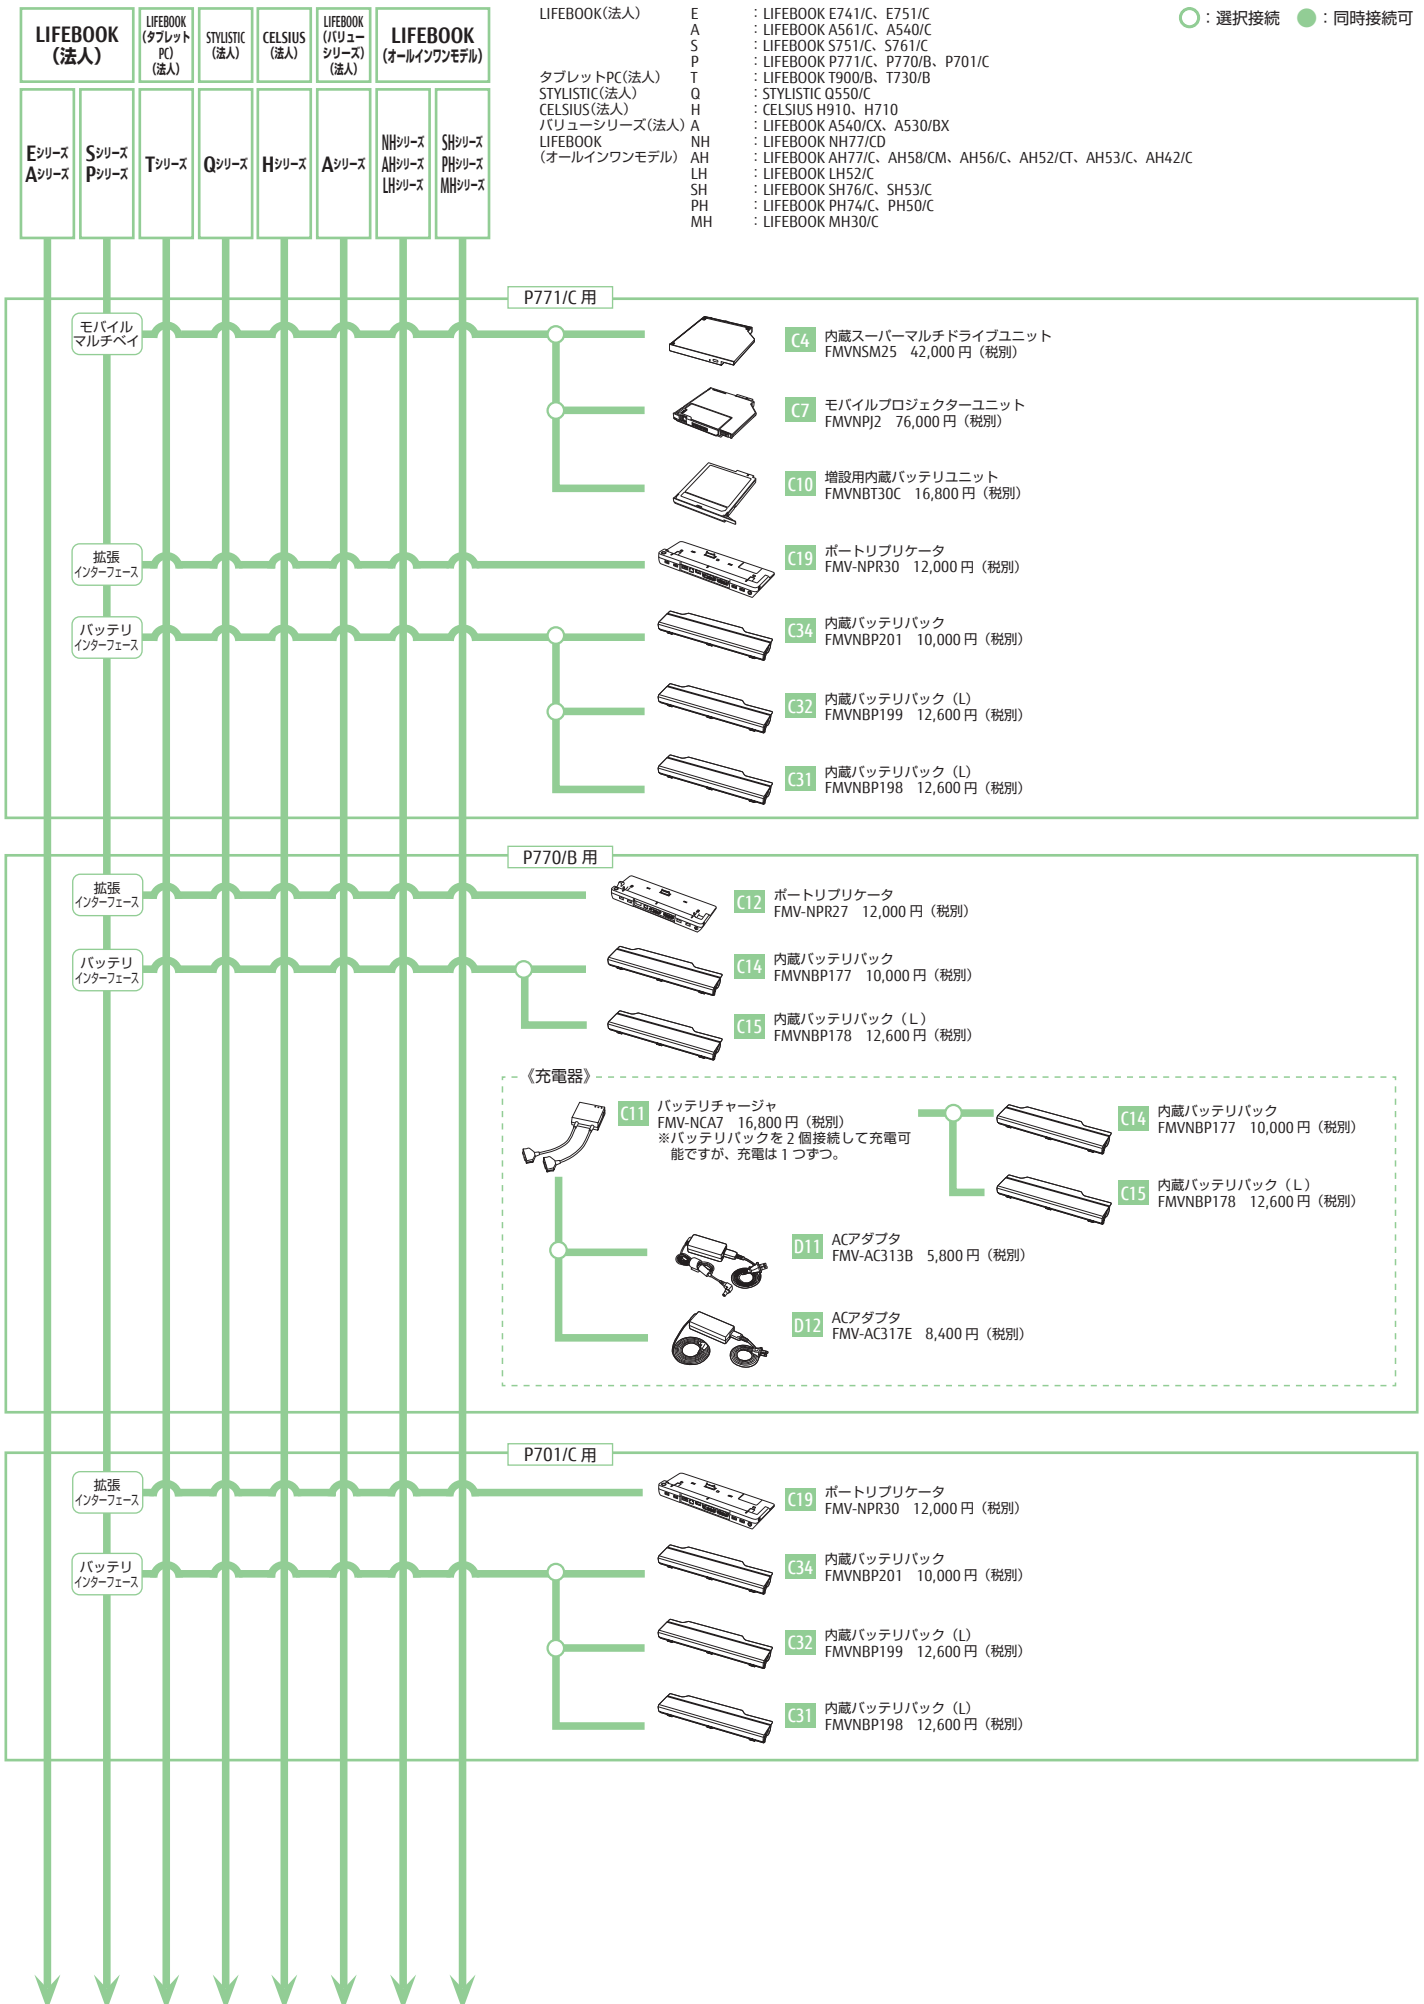 LIFEBOOK
(法人)
LIFEBOOK
(タブレット
PC)
(法人)
STYLISTIC
(法人)
CELSIUS
(法人)
LIFEBOOK
(バリュー
シリーズ)
(法人)
LIFEBOOK
(オールインワンモデル)
Eシリーズ
Aシリーズ
Sシリーズ
Pシリーズ
Tシリーズ
Qシリーズ
Hシリーズ
Aシリーズ
NHシリーズ
AHシリーズ
LHシリーズ
SHシリーズ
PHシリーズ
MHシリーズ
LIFEBOOK(法人) E : LIFEBOOK E741/C、E751/C
A : LIFEBOOK A561/C、A540/C
S : LIFEBOOK S751/C、S761/C
P : LIFEBOOK P771/C、P770/B、P701/C
タブレットPC(法人) T : LIFEBOOK T900/B、T730/B
STYLISTIC(法人) Q : STYLISTIC Q550/C
CELSIUS(法人) H : CELSIUS H910、H710
バリューシリーズ(法人) A : LIFEBOOK A540/CX、A530/BX
LIFEBOOK NH : LIFEBOOK NH77/CD
(オールインワンモデル) AH : LIFEBOOK AH77/C、AH58/CM、AH56/C、AH52/CT、AH53/C、AH42/C
LH : LIFEBOOK LH52/C
SH : LIFEBOOK SH76/C、SH53/C
PH : LIFEBOOK PH74/C、PH50/C
MH : LIFEBOOK MH30/C
○:選択接続 ●:同時接続可
P771/C 用
モバイル
マルチベイ
C4 内蔵スーパーマルチドライブユニット
FMVNSM25 42,000 円(税別)
C7 モバイルプロジェクターユニット
FMVNPJ2 76,000 円(税別)
C10 増設用内蔵バッテリユニット
FMVNBT30C 16,800 円(税別)
拡張
インターフェース
C19 ポートリプリケータ
FMV-NPR30 12,000 円(税別)
バッテリ
インターフェース
C34 内蔵バッテリパック
FMVNBP201 10,000 円(税別)
C32 内蔵バッテリパック(L)
FMVNBP199 12,600 円(税別)
C31 内蔵バッテリパック(L)
FMVNBP198 12,600 円(税別)
P770/B 用
拡張
インターフェース
C12 ポートリプリケータ
FMV-NPR27 12,000 円(税別)
バッテリ
インターフェース
C14 内蔵バッテリパック
FMVNBP177 10,000 円(税別)
C15 内蔵バッテリパック(L)
FMVNBP178 12,600 円(税別)
《充電器》
C11 バッテリチャージャ
FMV-NCA7 16,800 円(税別)
※バッテリパックを 2 個接続して充電可
能ですが、充電は 1 つずつ。
C14 内蔵バッテリパック
FMVNBP177 10,000 円(税別)
C15 内蔵バッテリパック(L)
FMVNBP178 12,600 円(税別)
D11 ACアダプタ
FMV-AC313B 5,800 円(税別)
D12 ACアダプタ
FMV-AC317E 8,400 円(税別)
P701/C 用
拡張
インターフェース
C19 ポートリプリケータ
FMV-NPR30 12,000 円(税別)
バッテリ
インターフェース
C34 内蔵バッテリパック
FMVNBP201 10,000 円(税別)
C32 内蔵バッテリパック(L)
FMVNBP199 12,600 円(税別)
C31 内蔵バッテリパック(L)
FMVNBP198 12,600 円(税別)